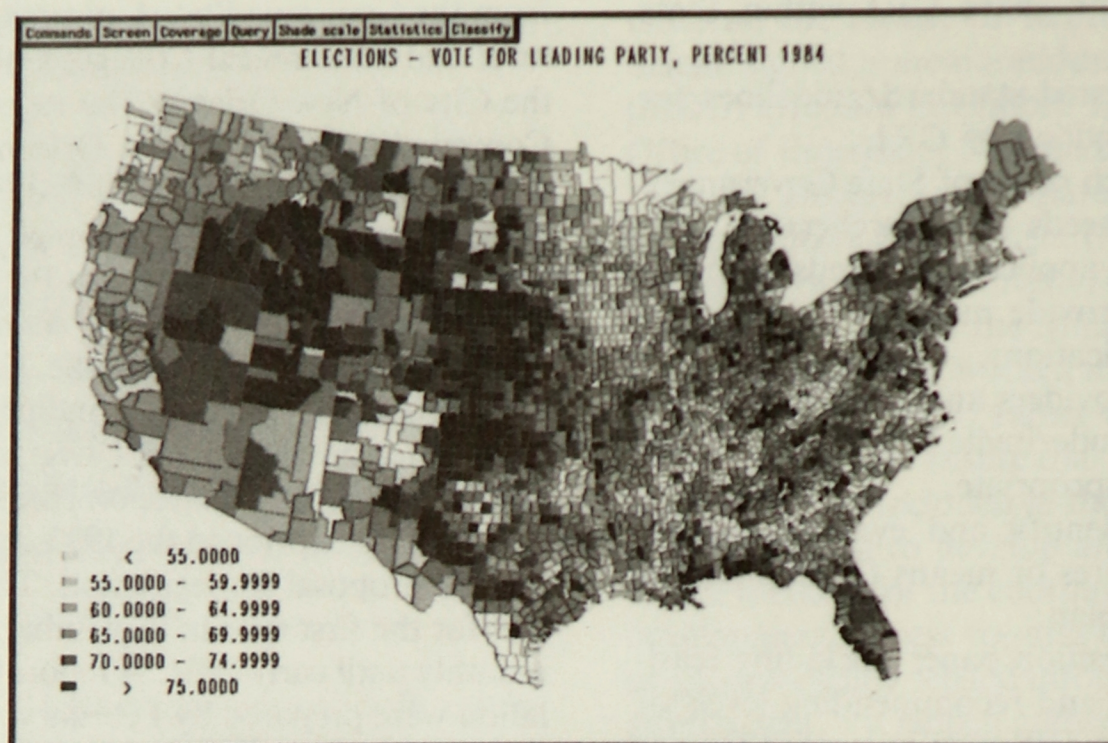 Commands Screen Coverage Query Shade scale Statistics Classify
ELECTIONS - VOTE FOR LEADING PARTY, PERCENT 1984
< 55.0000
55.0000 - 59.9999
60.0000 - 64.9999
65.0000 - 69.9999
70.0000 - 74.9999
> 75.0000